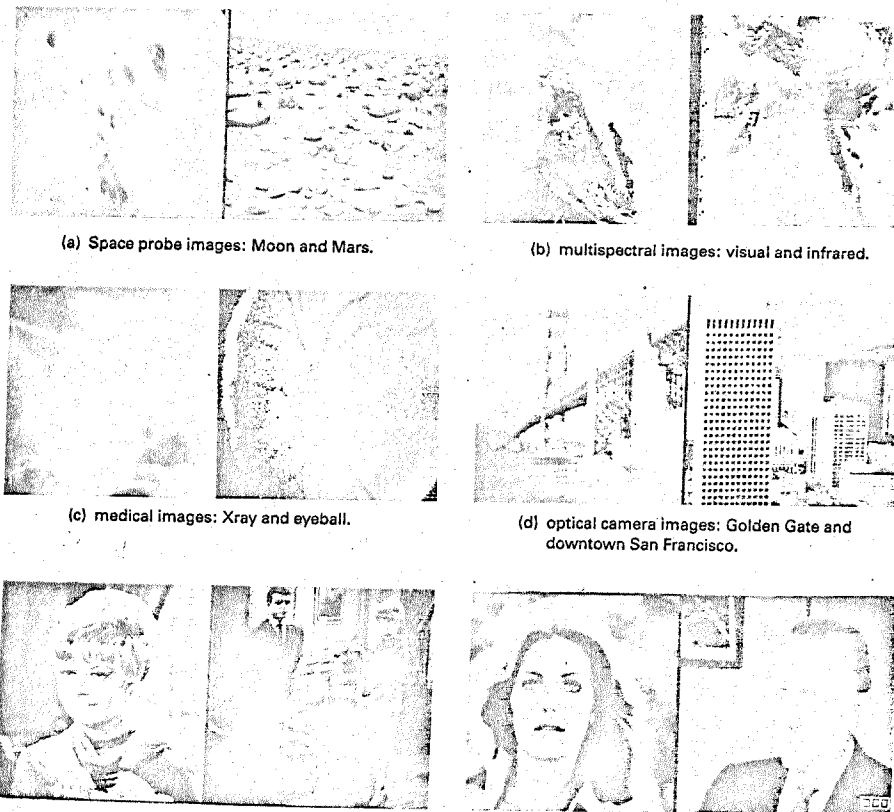 (a) Space probe images: Moon and Mars.
(b) multispectral images: visual and infrared.
(c) medical images: Xray and eyeball.
(d) optical camera images: Golden Gate and
downtown San Francisco.